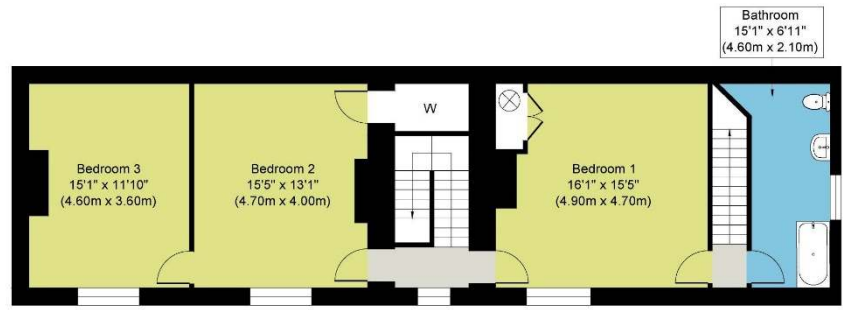 Bathroom
15'1" x 6'11"
(4.60m x 2.10m)
W
Bedroom 3
15'1" x 11'10"
(4.60m x 3.60m)
Bedroom 2
15'5" x 13'1"
(4.70m x 4.00m)
Bedroom 1
16'1" x 15'5"
(4.90m x 4.70m)